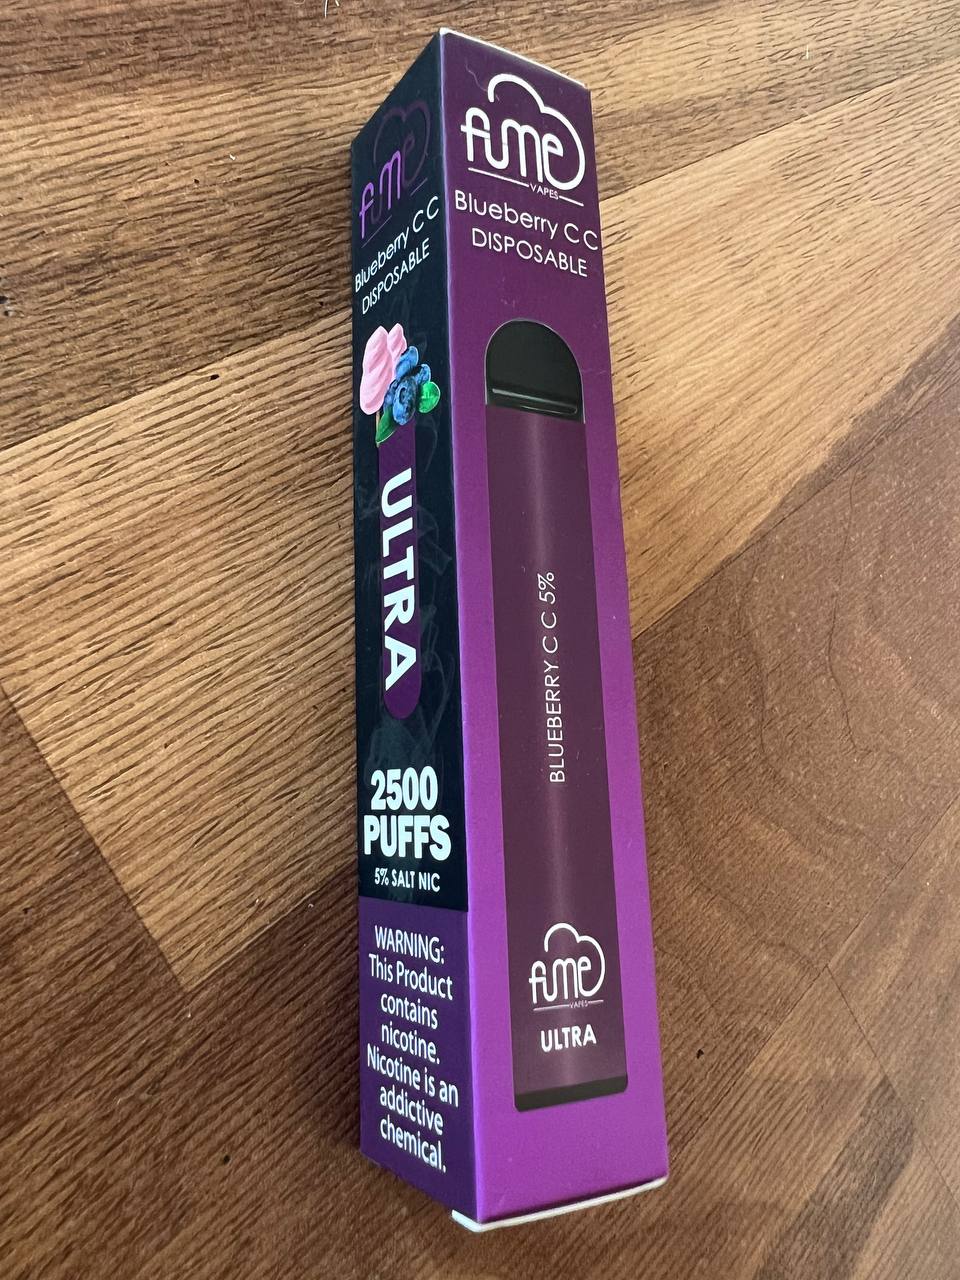 fume
Blueberry C C
DISPOSABLE
ULTRA
2500
PUFFS
5% SALT NIC
WARNING:
This Product
contains
nicotine.
Nicotine is an
addictive
chemical.
fume
VAPES
Blueberry C C
DISPOSABLE
BLUEBERRY C C 5%
fume
VAPES
ULTRA